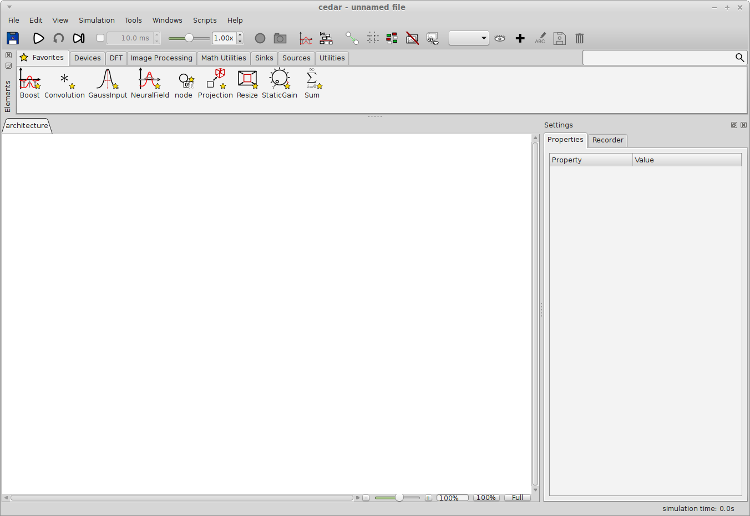 cedar - unnamed file
File Edit View Simulation Tools Windows Scripts Help
10.0 ms 1.00x
Favorites Devices DFT Image Processing Math Utilities Sinks Sources Utilities
Elements
Boost Convolution GaussInput NeuralField node Projection Resize StaticGain Sum
architecture
Settings
Properties Recorder
Property Value
100% 100% Full
simulation time: 0.0s